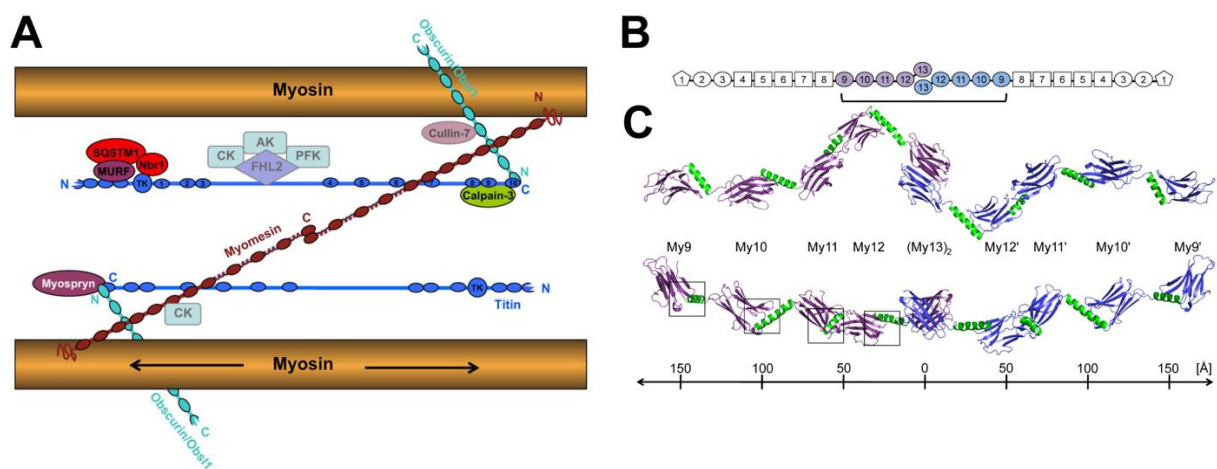 A
Myosin
Obscurin/Obsl1
C
N
Cullin-7
SQSTM1
MURF
Nbr1
CK
AK
PFK
FHL2
N
TK
1
2
3
4
5
6
7
8
9
10
N
C
Calpain-3
Myomesin
C
Myospryn
C
N
CK
TK
N
Titin
Myosin
Obscurin/Obsl1
C
B
1 2 3 4 5 6 7 8 9 10 11 12 13 13 12 11 10 9 8 7 6 5 4 3 2 1
C
My9 My10 My11 My12 (My13)2 My12' My11' My10' My9'
150 100 50 0 50 100 150 [Å]